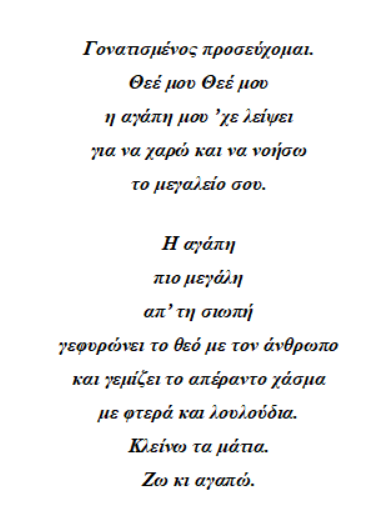 Γονατισμένος προσεύχομαι.
Θεέ μου Θεέ μου
η αγάπη μου ’χε λείψει
για να χαρώ και να νοήσω
το μεγαλείο σου.
Η αγάπη
πιο μεγάλη
απ’ τη σιωπή
γεφυρώνει το θεό με τον άνθρωπο
και γεμίζει το απέραντο χάσμα
με φτερά και λουλούδια.
Κλείνω τα μάτια.
Ζω κι αγαπώ.